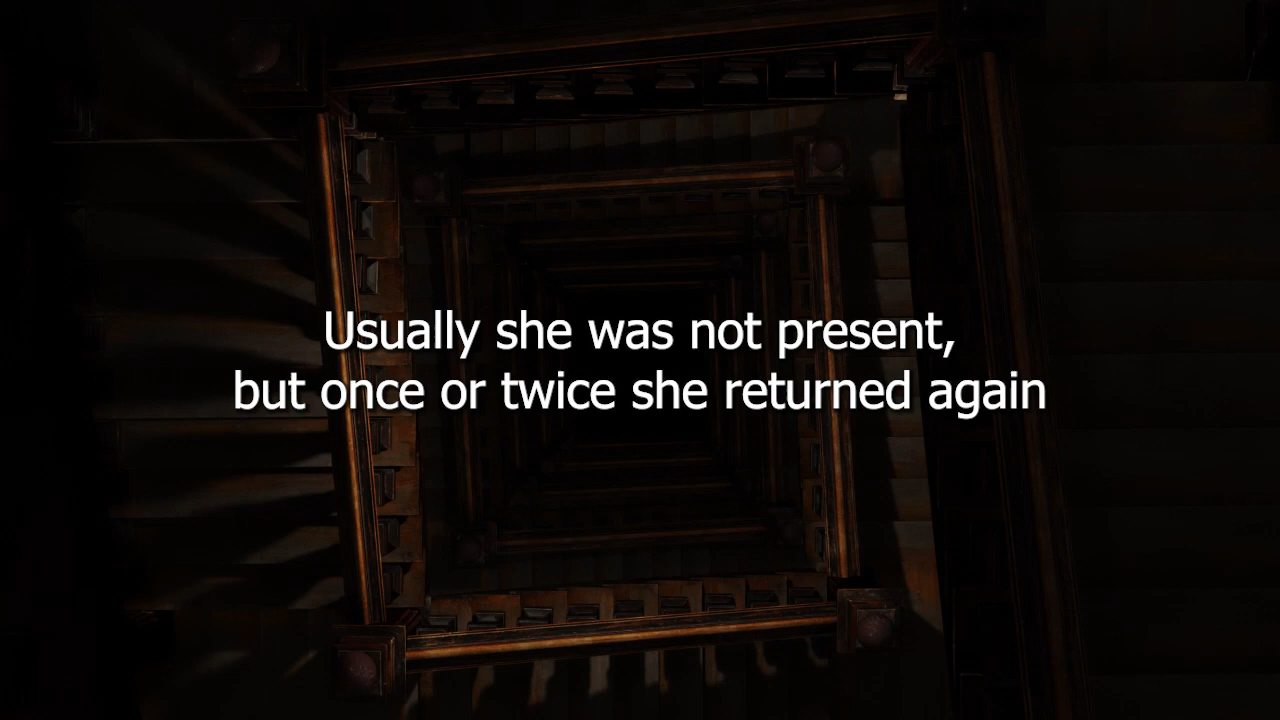 Usually she was not present,
but once or twice she returned again